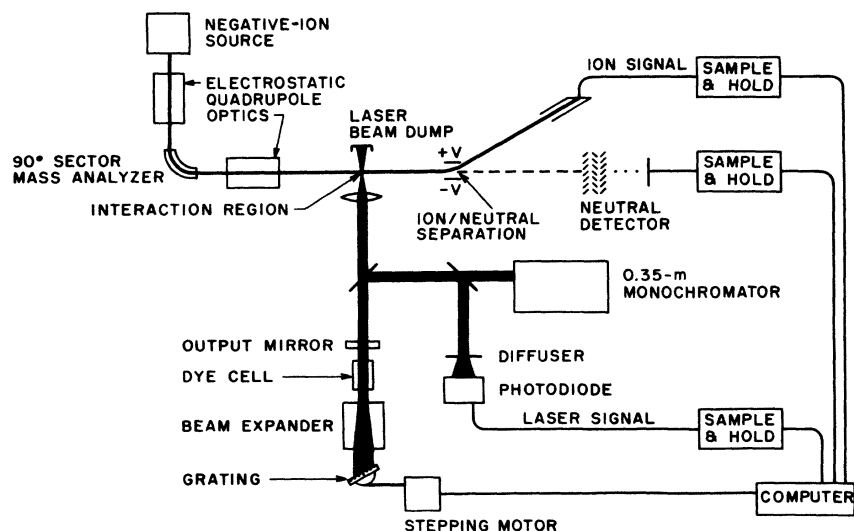 NEGATIVE-ION
SOURCE
ELECTROSTATIC
QUADRUPOLE
OPTICS
90° SECTOR
MASS ANALYZER
LASER
BEAM DUMP
INTERACTION REGION
+V
-V
ION/NEUTRAL
SEPARATION
ION SIGNAL
SAMPLE
& HOLD
SAMPLE
& HOLD
NEUTRAL
DETECTOR
0.35-m
MONOCHROMATOR
OUTPUT MIRROR
DYE CELL
BEAM EXPANDER
GRATING
DIFFUSER
PHOTODIODE
LASER SIGNAL
SAMPLE
& HOLD
COMPUTER
STEPPING MOTOR